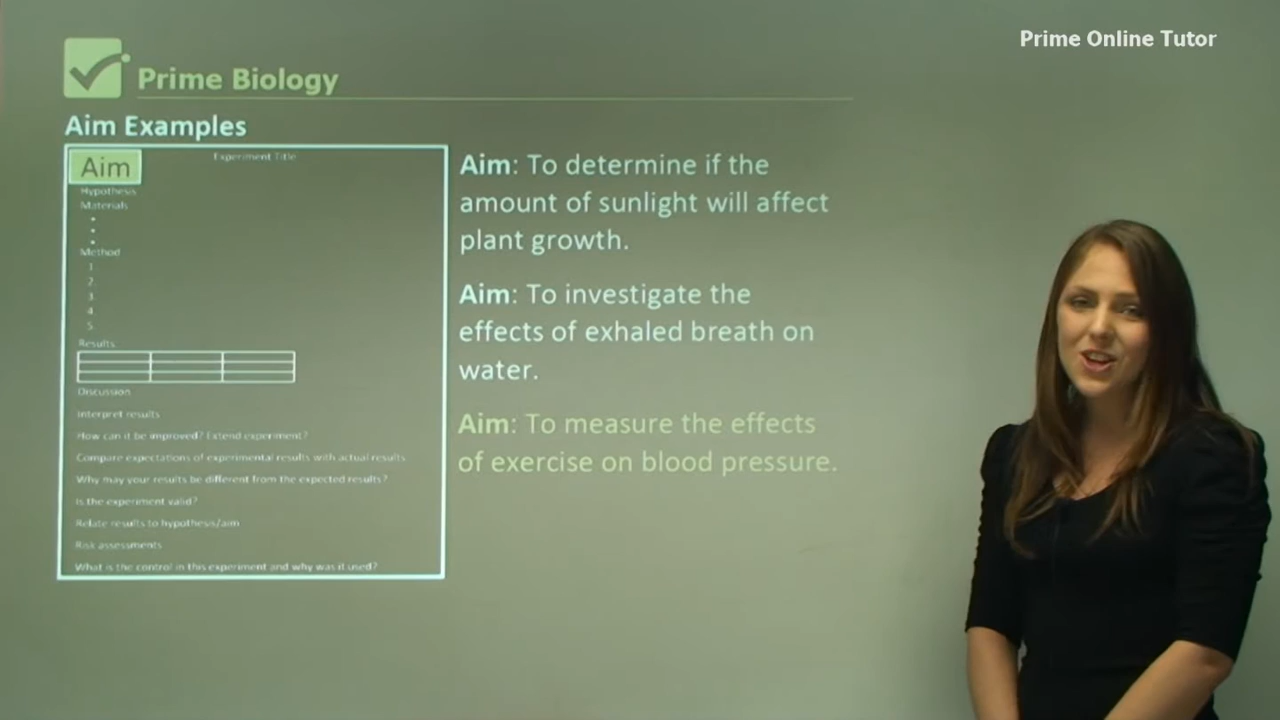 Prime Online Tutor
Prime Biology
Aim Examples
Aim
Experiment Title
Hypothesis
Materials
Method
1
2
3
4
5
Results
Discussion
Interpret results
How can it be improved? Extend experiment?
Compare expectations of experimental results with actual results
Why may your results be different from the expected results?
Is the experiment valid?
Relate results to hypothesis/aim
Risk assessments
What is the control in this experiment and why was it used?
Aim: To determine if the
amount of sunlight will affect
plant growth.
Aim: To investigate the
effects of exhaled breath on
water.
Aim: To measure the effects
of exercise on blood pressure.